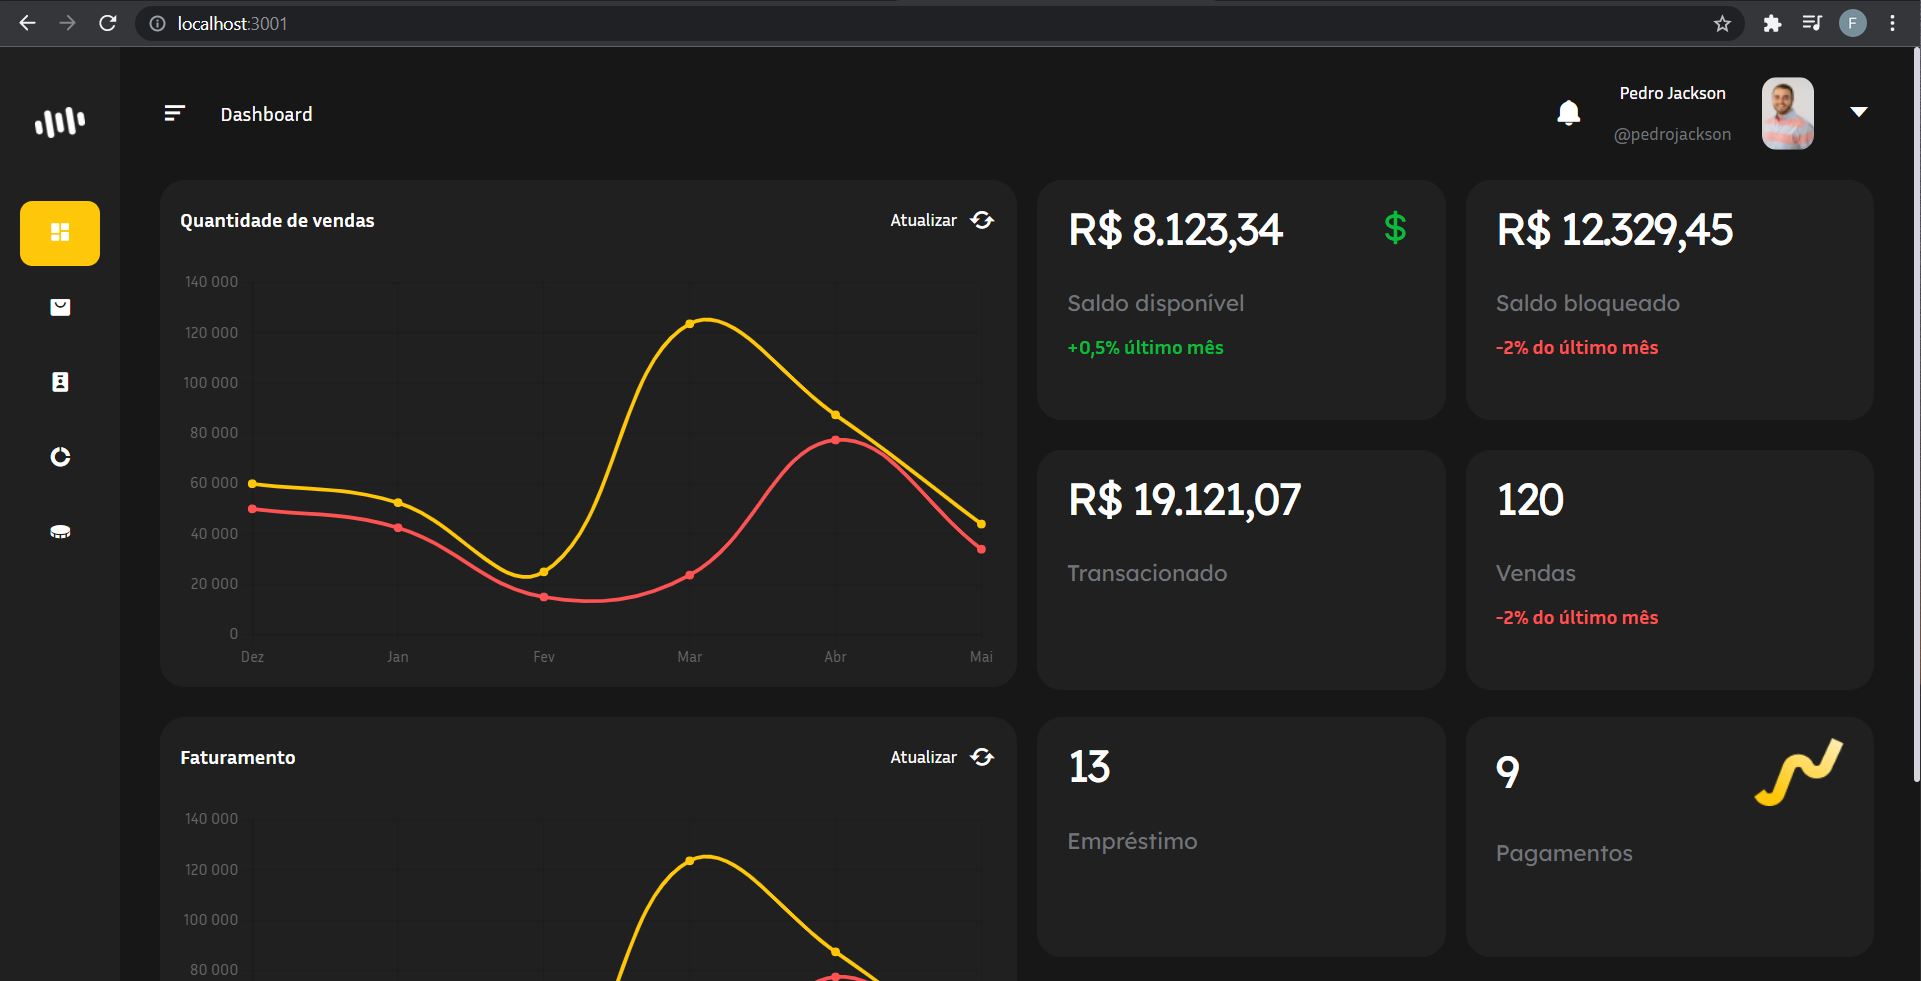 localhost:3001
F
Dashboard
Pedro Jackson
@pedrojackson
Quantidade de vendas
Atualizar
140 000
120 000
100 000
80 000
60 000
40 000
20 000
0
Dez Jan Fev Mar Abr Mai
R$ 8.123,34
$
Saldo disponível
+0,5% último mês
R$ 12.329,45
Saldo bloqueado
-2% do último mês
R$ 19.121,07
Transacionado
120
Vendas
-2% do último mês
Faturamento
Atualizar
140 000
120 000
100 000
80 000
13
Empréstimo
9
Pagamentos